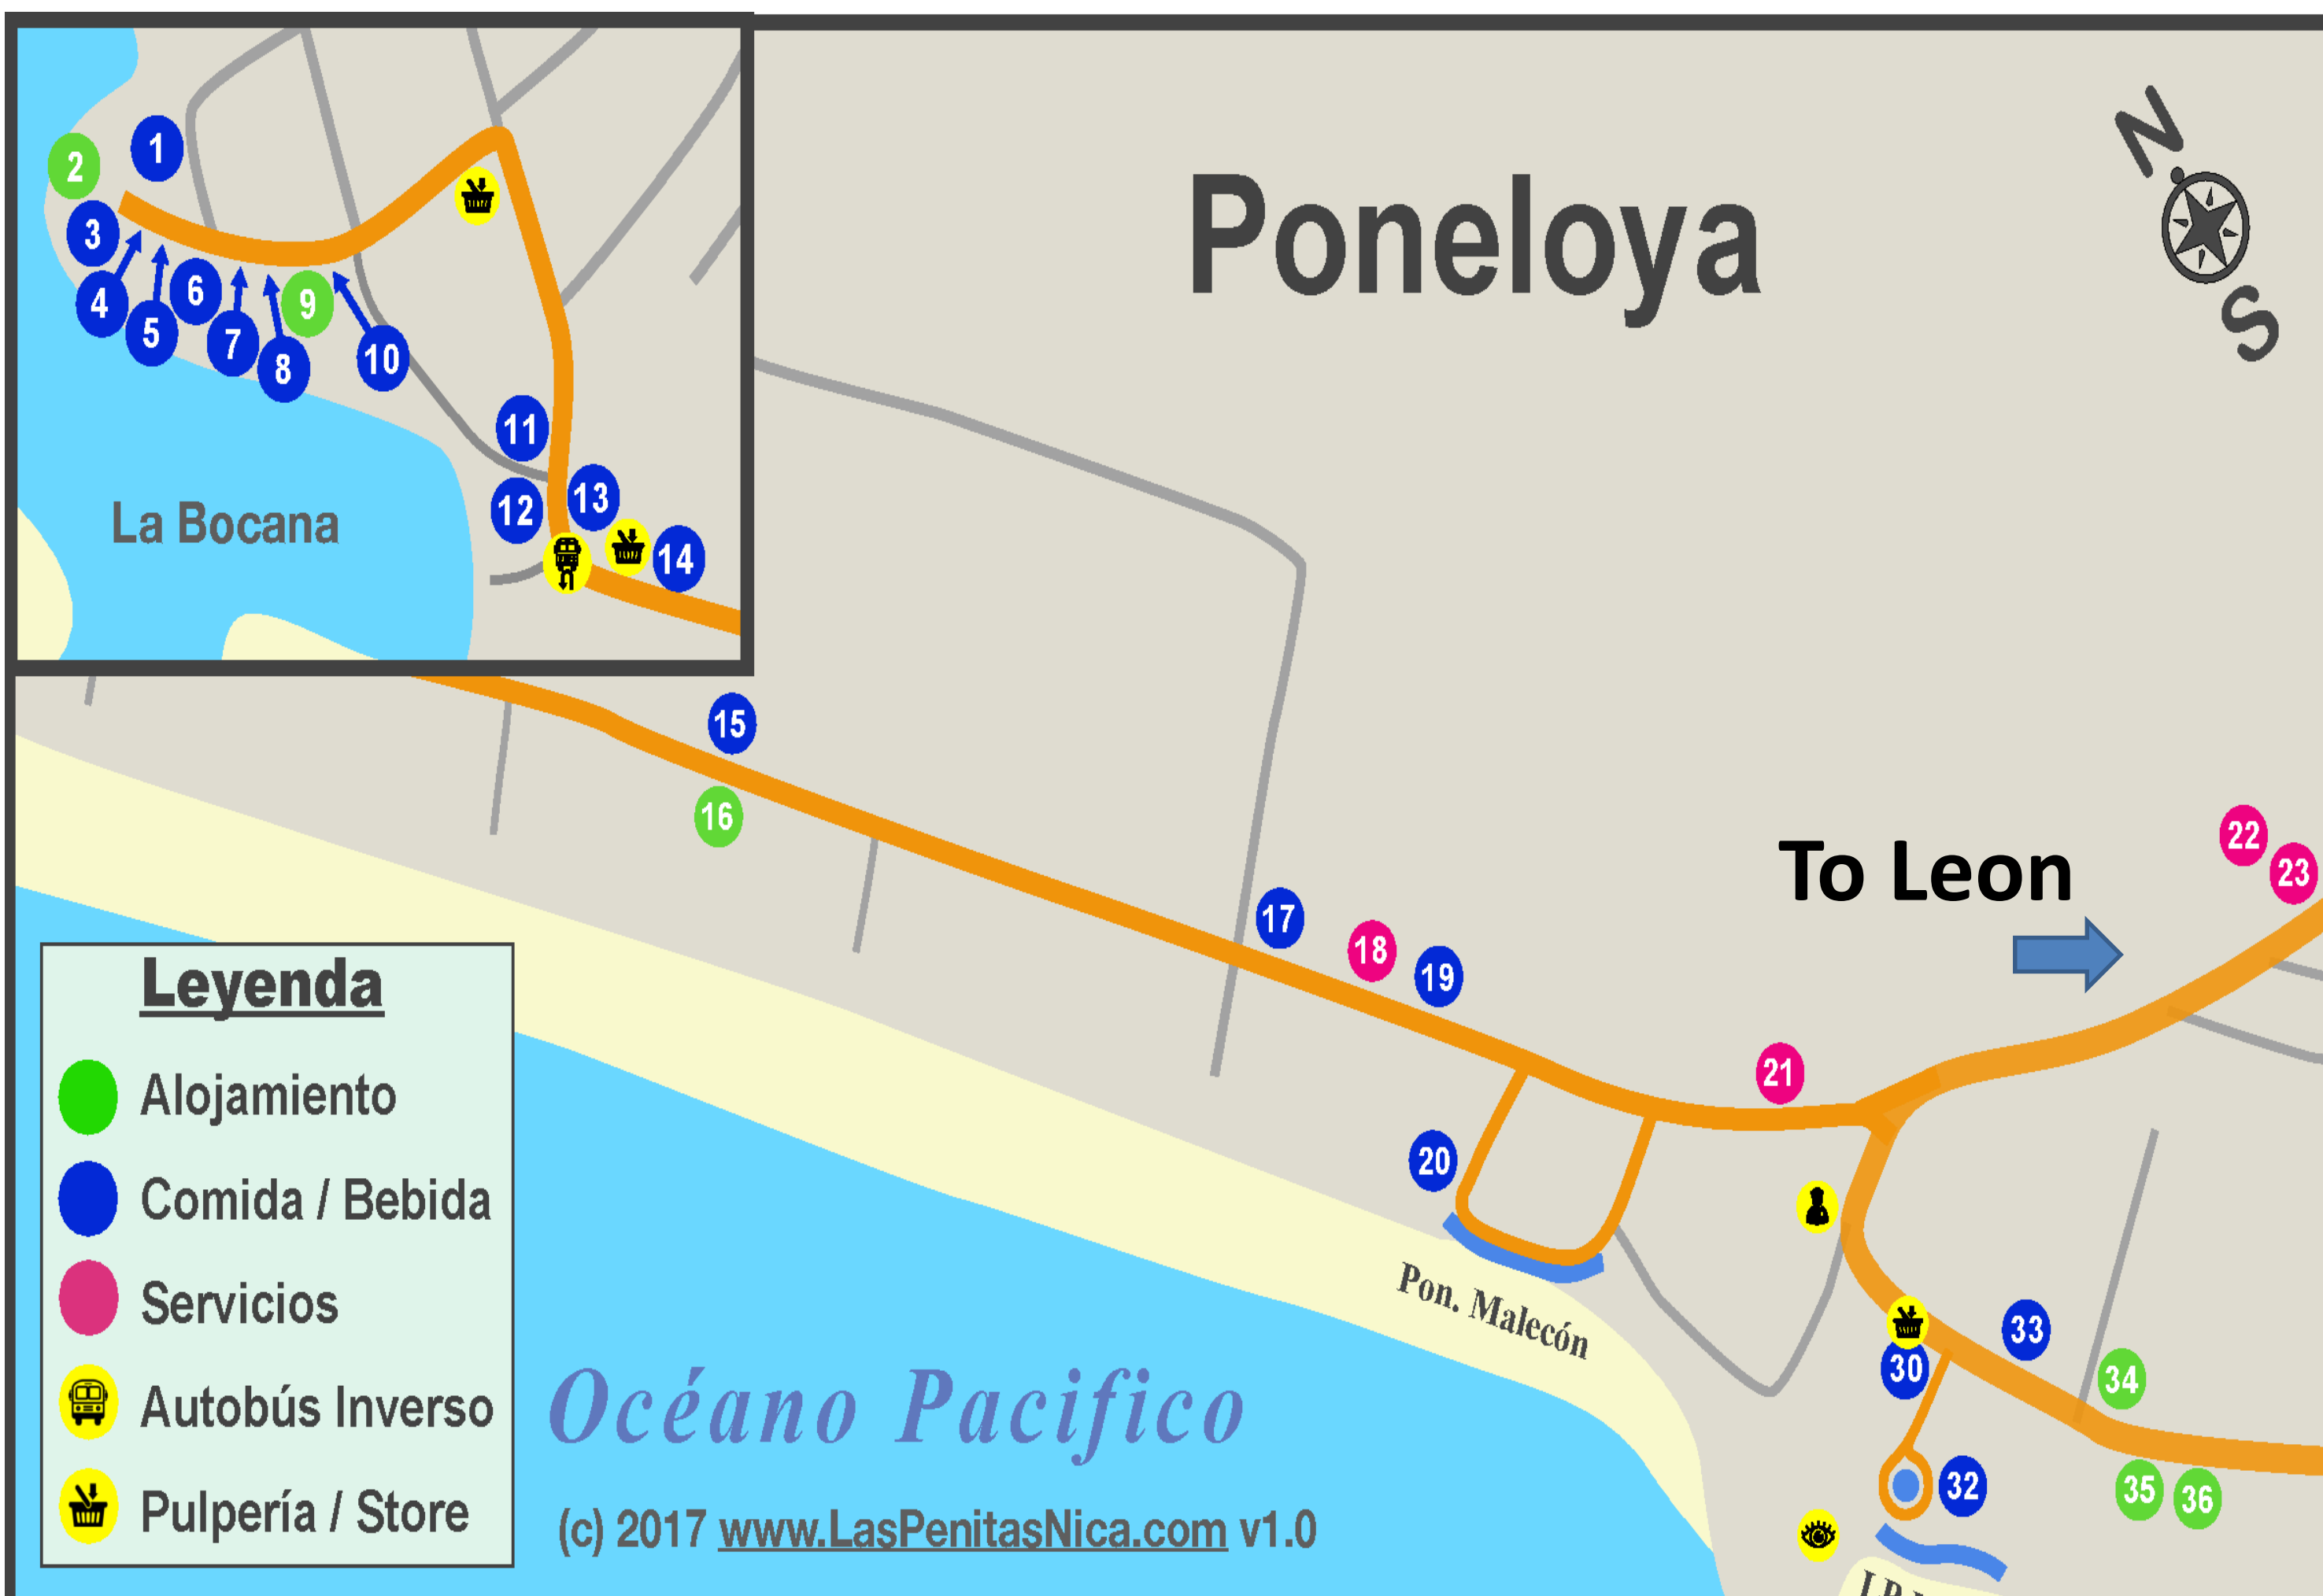 Poneloya
N
S
1
2
3
4
5
6
7
8
9
10
11
12
13
14
La Bocana
15
16
17
18
19
20
21
22
23
To Leon
30
32
33
34
35
36
Pon. Malecón
Leyenda
Alojamiento
Comida / Bebida
Servicios
Autobús Inverso
Pulpería / Store
Océano Pacifico
(c) 2017 www.LasPenitasNica.com v1.0